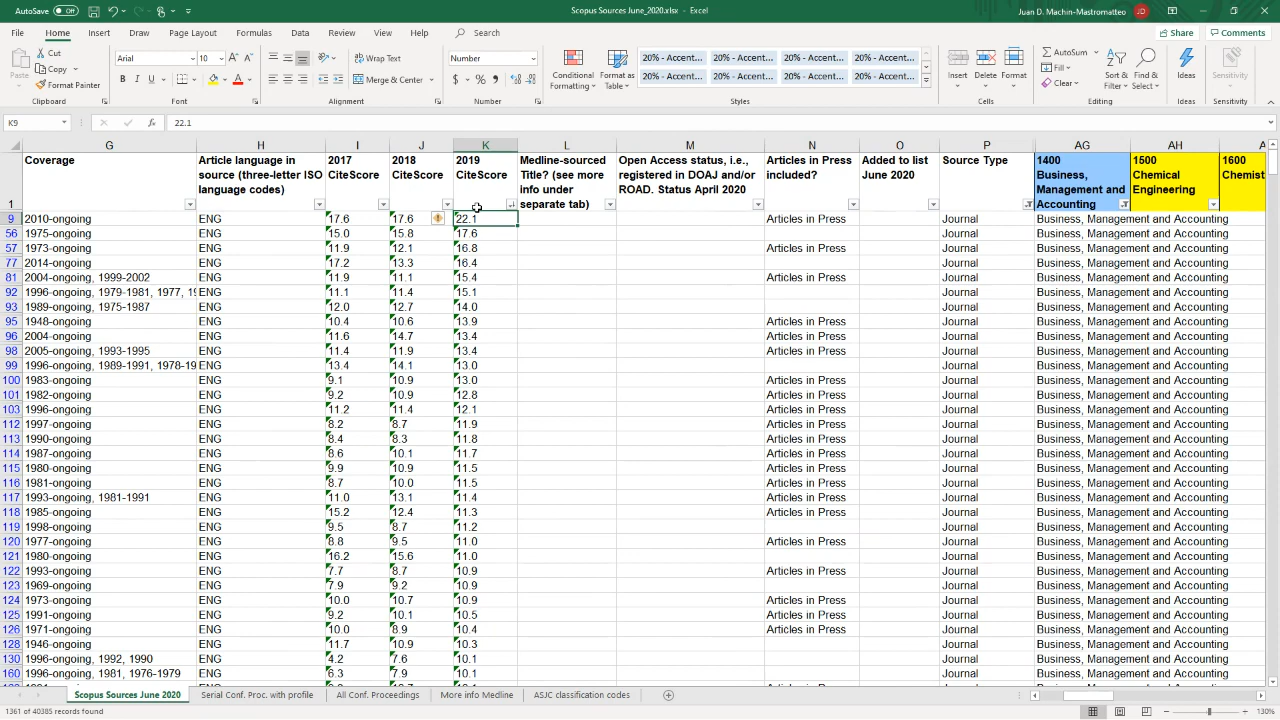 AutoSave Off Scopus Sources June_2020.xlsx - Excel Juan D. Machin-Mastromatteo JD
File Home Insert Draw Page Layout Formulas Data Review View Help Search Share Comments
Paste Cut Copy Format Painter Clipboard
Arial 10 B I U Font
Wrap Text Merge & Center Alignment
Number $ % Number
Conditional Formatting Format as Table
20% - Accent... 20% - Accent... 20% - Accent... 20% - Accent...
20% - Accent... 20% - Accent... 20% - Accent... 20% - Accent...
Styles
Insert Delete Format Cells
AutoSum Fill Clear Sort & Filter Find & Select Editing
Ideas Ideas
Sensitivity Sensitivity
K9 22.1
G H I J K L M N O P AG AH A
1 Coverage
Article language in source (three-letter ISO language codes)
2017 CiteScore
2018 CiteScore
2019 CiteScore
Medline-sourced Title? (see more info under separate tab)
Open Access status, i.e., registered in DOAJ and/or ROAD. Status April 2020
Articles in Press included?
Added to list June 2020
Source Type
1400 Business, Management and Accounting
1500 Chemical Engineering
1600 Chemist
9 2010-ongoing ENG 17.6 17.6 22.1 Articles in Press Journal Business, Management and Accounting
56 1975-ongoing ENG 15.0 15.8 17.6 Journal Business, Management and Accounting
57 1973-ongoing ENG 11.9 12.1 16.8 Articles in Press Journal Business, Management and Accounting
77 2014-ongoing ENG 17.2 13.3 16.4 Journal Business, Management and Accounting
81 2004-ongoing, 1999-2002 ENG 11.9 11.1 15.4 Articles in Press Journal Business, Management and Accounting
92 1996-ongoing, 1979-1981, 1977, 19 ENG 11.1 11.4 15.1 Journal Business, Management and Accounting
93 1989-ongoing, 1975-1987 ENG 12.0 12.7 14.0 Journal Business, Management and Accounting
95 1948-ongoing ENG 10.4 10.6 13.9 Articles in Press Journal Business, Management and Accounting
96 2004-ongoing ENG 11.6 14.7 13.4 Articles in Press Journal Business, Management and Accounting
98 2005-ongoing, 1993-1995 ENG 11.4 11.9 13.4 Articles in Press Journal Business, Management and Accounting
99 1996-ongoing, 1989-1991, 1978-19 ENG 13.4 14.1 13.0 Journal Business, Management and Accounting
100 1983-ongoing ENG 9.1 10.9 13.0 Articles in Press Journal Business, Management and Accounting
101 1982-ongoing ENG 9.2 10.9 12.8 Articles in Press Journal Business, Management and Accounting
103 1996-ongoing ENG 11.2 11.4 12.1 Articles in Press Journal Business, Management and Accounting
112 1997-ongoing ENG 8.2 8.7 11.9 Articles in Press Journal Business, Management and Accounting
113 1990-ongoing ENG 8.4 8.3 11.8 Articles in Press Journal Business, Management and Accounting
114 1987-ongoing ENG 8.6 10.1 11.7 Articles in Press Journal Business, Management and Accounting
115 1980-ongoing ENG 9.9 10.9 11.5 Articles in Press Journal Business, Management and Accounting
116 1981-ongoing ENG 8.7 10.0 11.5 Articles in Press Journal Business, Management and Accounting
117 1993-ongoing, 1981-1991 ENG 11.0 13.1 11.4 Articles in Press Journal Business, Management and Accounting
118 1985-ongoing ENG 15.2 12.4 11.3 Articles in Press Journal Business, Management and Accounting
119 1998-ongoing ENG 9.5 8.7 11.2 Journal Business, Management and Accounting
120 1977-ongoing ENG 8.8 9.5 11.0 Articles in Press Journal Business, Management and Accounting
121 1980-ongoing ENG 16.2 15.6 11.0 Journal Business, Management and Accounting
122 1993-ongoing ENG 7.7 8.7 10.9 Articles in Press Journal Business, Management and Accounting
123 1969-ongoing ENG 7.9 9.2 10.9 Journal Business, Management and Accounting
124 1973-ongoing ENG 10.0 10.7 10.9 Articles in Press Journal Business, Management and Accounting
125 1991-ongoing ENG 9.2 10.1 10.5 Articles in Press Journal Business, Management and Accounting
126 1971-ongoing ENG 10.0 8.9 10.4 Articles in Press Journal Business, Management and Accounting
128 1946-ongoing ENG 11.7 10.9 10.3 Journal Business, Management and Accounting
130 1996-ongoing, 1992, 1990 ENG 4.2 7.6 10.1 Journal Business, Management and Accounting
160 1996-ongoing, 1981, 1976-1979 ENG 6.3 7.9 10.1 Journal Business, Management and Accounting
Scopus Sources June 2020 Serial Conf. Proc. with profile All Conf. Proceedings More info Medline ASJC classification codes
1361 of 40385 records found 130%